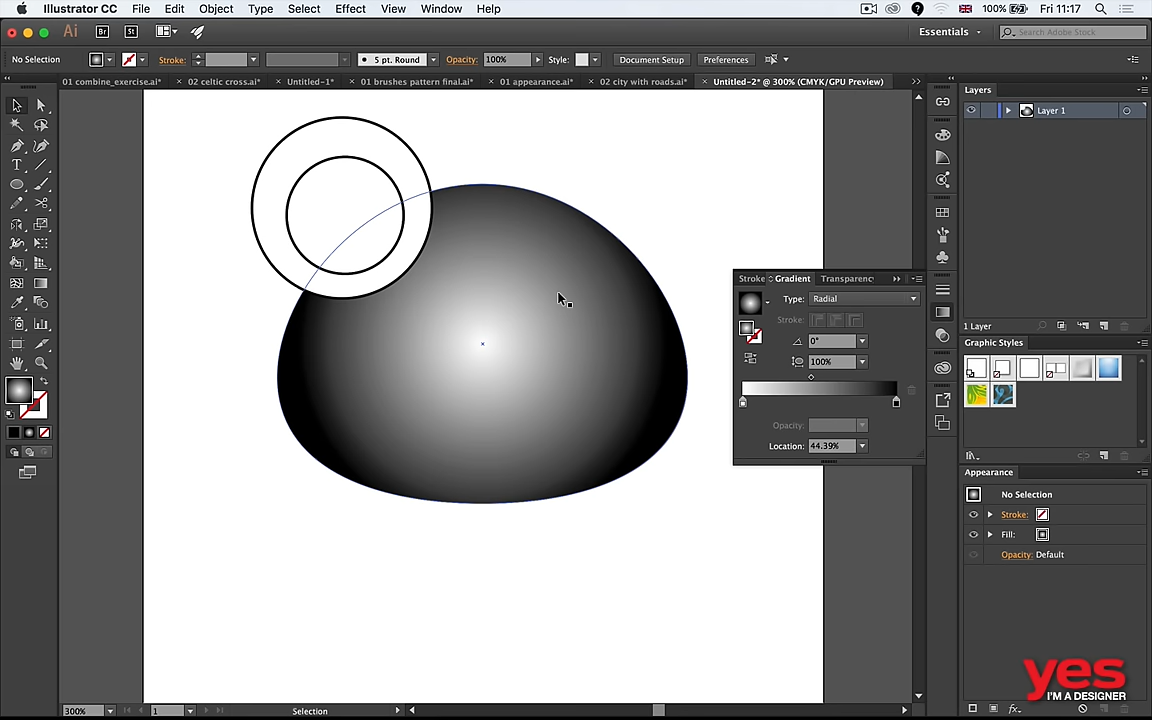 Illustrator CC File Edit Object Type Select Effect View Window Help 100% Fri 11:17
Ai Br St Essentials Search Adobe Stock
No Selection Stroke: 5 pt. Round Opacity: 100% Style: Document Setup Preferences
01 combine_exercise.ai* × 02 celtic cross.ai* × Untitled-1* × 01 brushes pattern final.ai* × 01 appearance.ai* × 02 city with roads.ai* × Untitled-2* @ 300% (CMYK/GPU Preview)
Layers
Layer 1
Stroke Gradient Transparency
Type: Radial
Stroke:
0°
100%
Opacity:
Location: 44.39%
1 Layer
Graphic Styles
Appearance
No Selection
Stroke:
Fill:
Opacity: Default
fx
yes
I'M A DESIGNER
300% 1 Selection